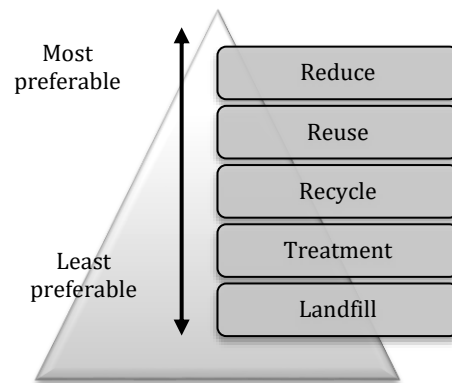 Most
preferable
Reduce
Reuse
Recycle
Treatment
Least
preferable
Landfill